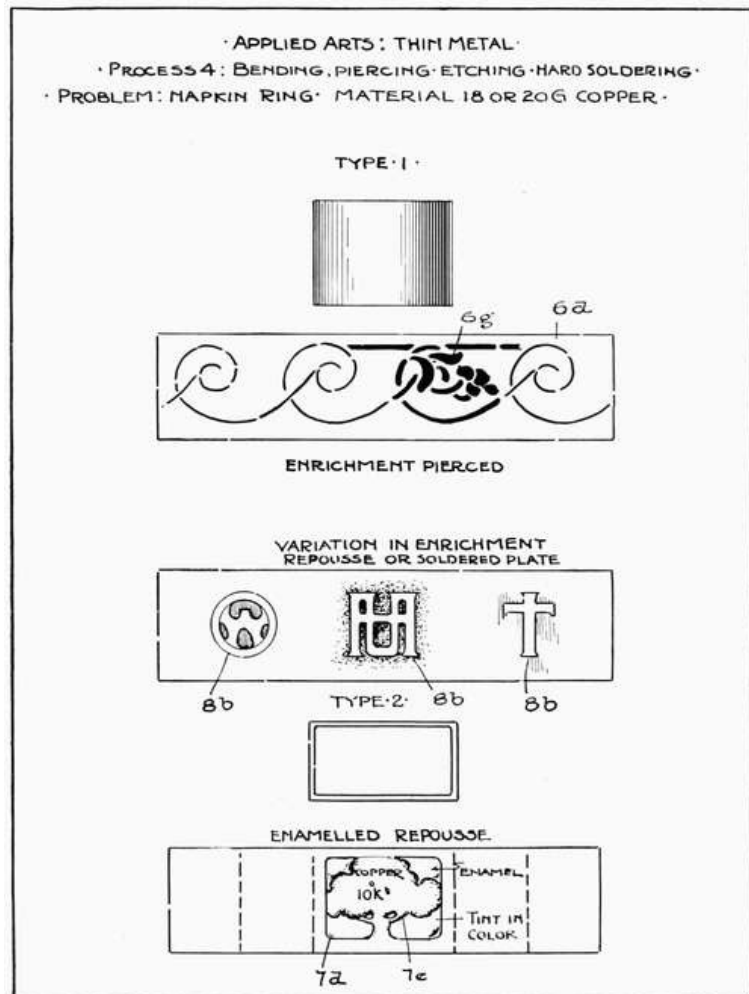 · APPLIED ARTS: THIN METAL ·
· PROCESS 4: BENDING, PIERCING · ETCHING · HARD SOLDERING ·
· PROBLEM: NAPKIN RING · MATERIAL 18 OR 20G COPPER ·
TYPE · 1 ·
6g 6a
ENRICHMENT PIERCED
VARIATION IN ENRICHMENT
REPOUSSE OR SOLDERED PLATE
8b 8b 8b
TYPE · 2 ·
ENAMELLED REPOUSSE
COPPER ENAMEL
TINT IN
COLOR
7a 7e